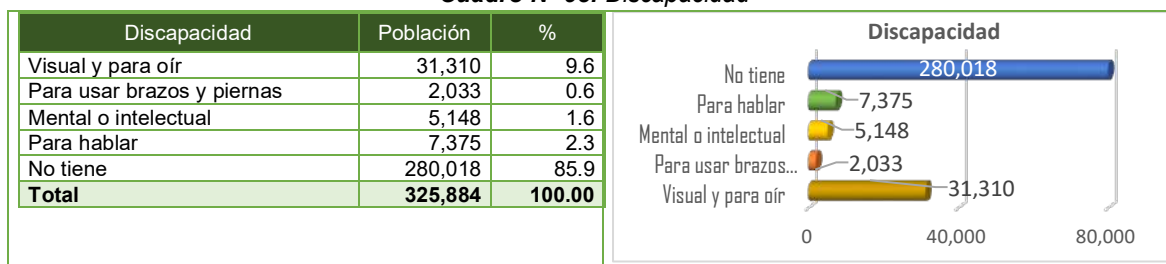 Discapacidad Población %
Visual y para oír 31,310 9.6
Para usar brazos y piernas 2,033 0.6
Mental o intelectual 5,148 1.6
Para hablar 7,375 2.3
No tiene 280,018 85.9
Total 325,884 100.00
Discapacidad
No tiene 280,018
Para hablar 7,375
Mental o intelectual 5,148
Para usar brazos... 2,033
Visual y para oír 31,310
0 40,000 80,000